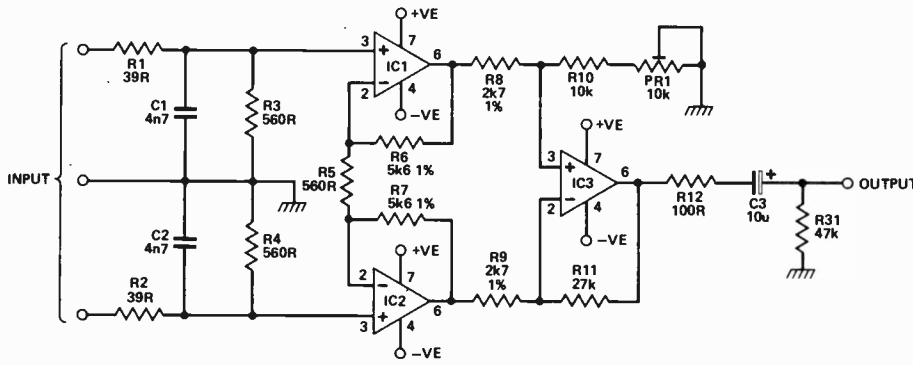 INPUT
R1
39R
C1
4n7
R3
560R
C2
4n7
R4
560R
R2
39R
+VE
3
+
7
6
IC1
2
−
4
−VE
R5
560R
R6
5k6 1%
R7
5k6 1%
+VE
2
−
7
6
IC2
3
+
4
−VE
R8
2k7
1%
R9
2k7
1%
R10
10k
PR1
10k
+VE
3
+
7
6
IC3
2
−
4
−VE
R11
27k
R12
100R
+
C3
10u
R31
47k
OUTPUT